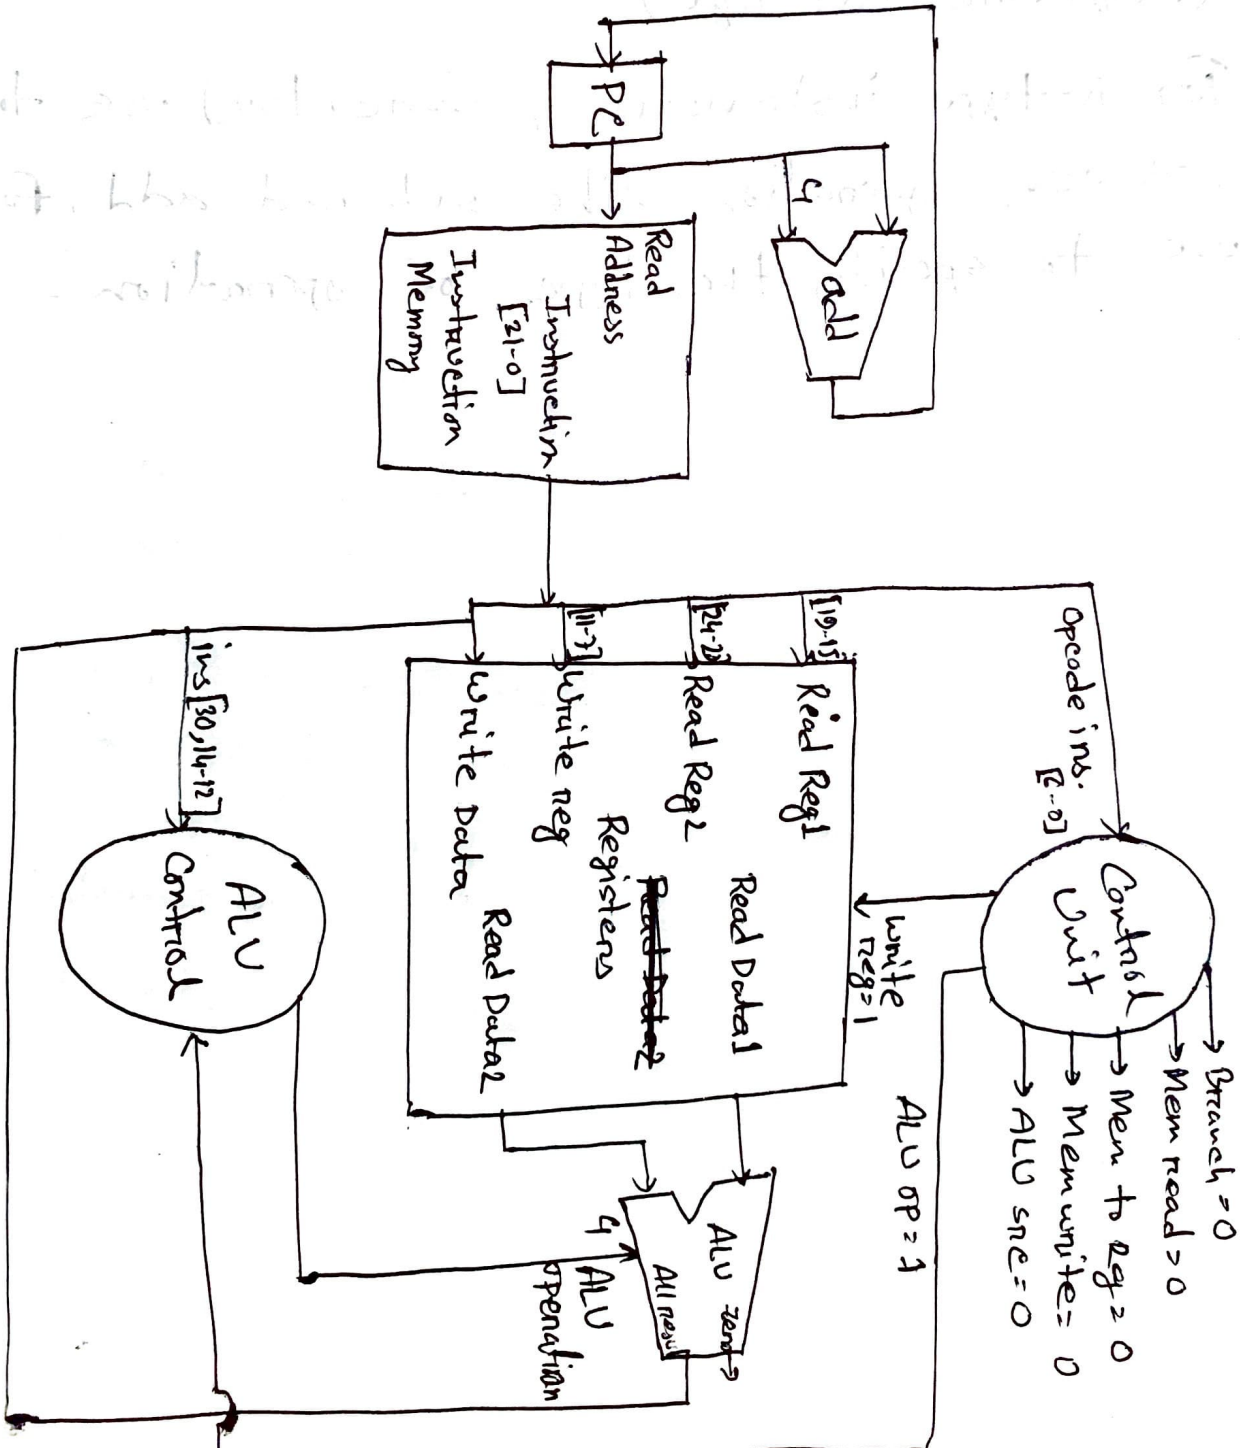 PC
4
add
Read
Address
Instruction
[31-0]
Instruction
Memory
Opcode ins.
[6-0]
Control
Unit
Branch=0
Mem read=0
Mem to Reg=0
Mem write=0
ALU src=0
ALU op=1
write
reg=1
[19-15]
Read Reg1
[24-20]
Read Reg2
[11-7]
Write reg
Write Data
Registers
Read Data1
Read Data2
Read Data2
ALU zero
ALU
4
ALU
operation
ins[30,14-12]
ALU
Control